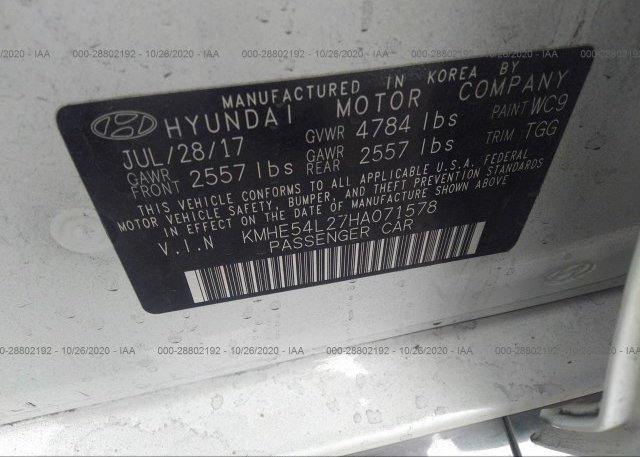 000-28802192 - 10/26/2020 - IAA
MANUFACTURED IN KOREA BY
HYUNDAI MOTOR COMPANY
JUL/28/17 GVWR 4784 lbs PAINT WC9
GAWR FRONT 2557 lbs GAWR REAR 2557 lbs TRIM TGG
THIS VEHICLE CONFORMS TO ALL APPLICABLE U.S.A. FEDERAL
MOTOR VEHICLE SAFETY, BUMPER, AND THEFT PREVENTION
STANDARDS IN EFFECT ON THE DATE OF MANUFACTURE SHOWN ABOVE.
V.I.N KMHE54L27HA071578
PASSENGER CAR
000-28802192 - 10/26/2020 - IAA